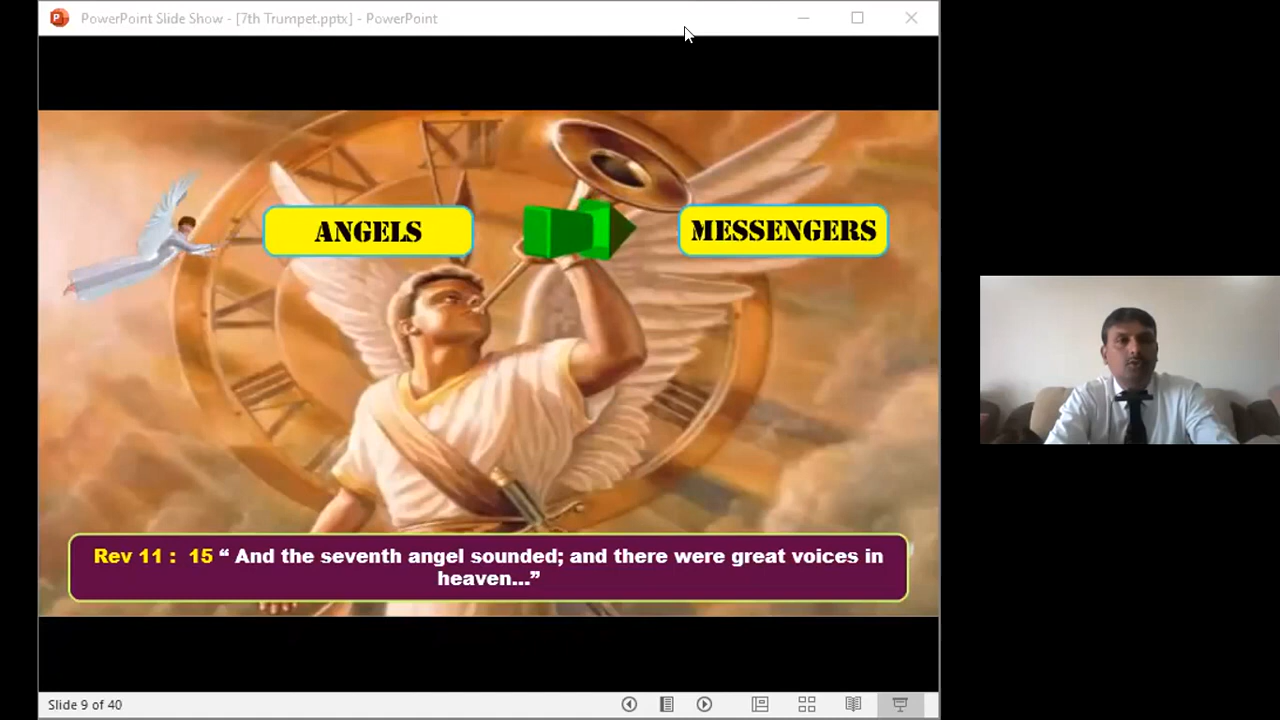 PowerPoint Slide Show - [7th Trumpet.pptx] - PowerPoint
XII
ANGELS
MESSENGERS
Rev 11 : 15 “ And the seventh angel sounded; and there were great voices in
heaven...”
Slide 9 of 40